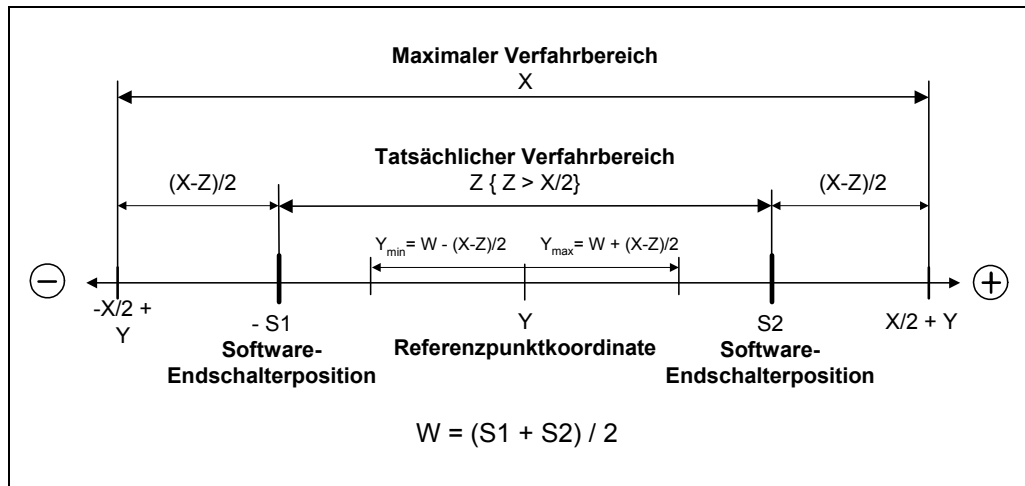 Maximaler Verfahrbereich
X
Tatsächlicher Verfahrbereich
(X-Z)/2
Z { Z > X/2}
(X-Z)/2
Ymin= W - (X-Z)/2
Ymax= W + (X-Z)/2
−
+
-X/2 +
Y
- S1
Y
S2
X/2 + Y
Software-
Endschalterposition
Referenzpunktkoordinate
Software-
Endschalterposition
W = (S1 + S2) / 2